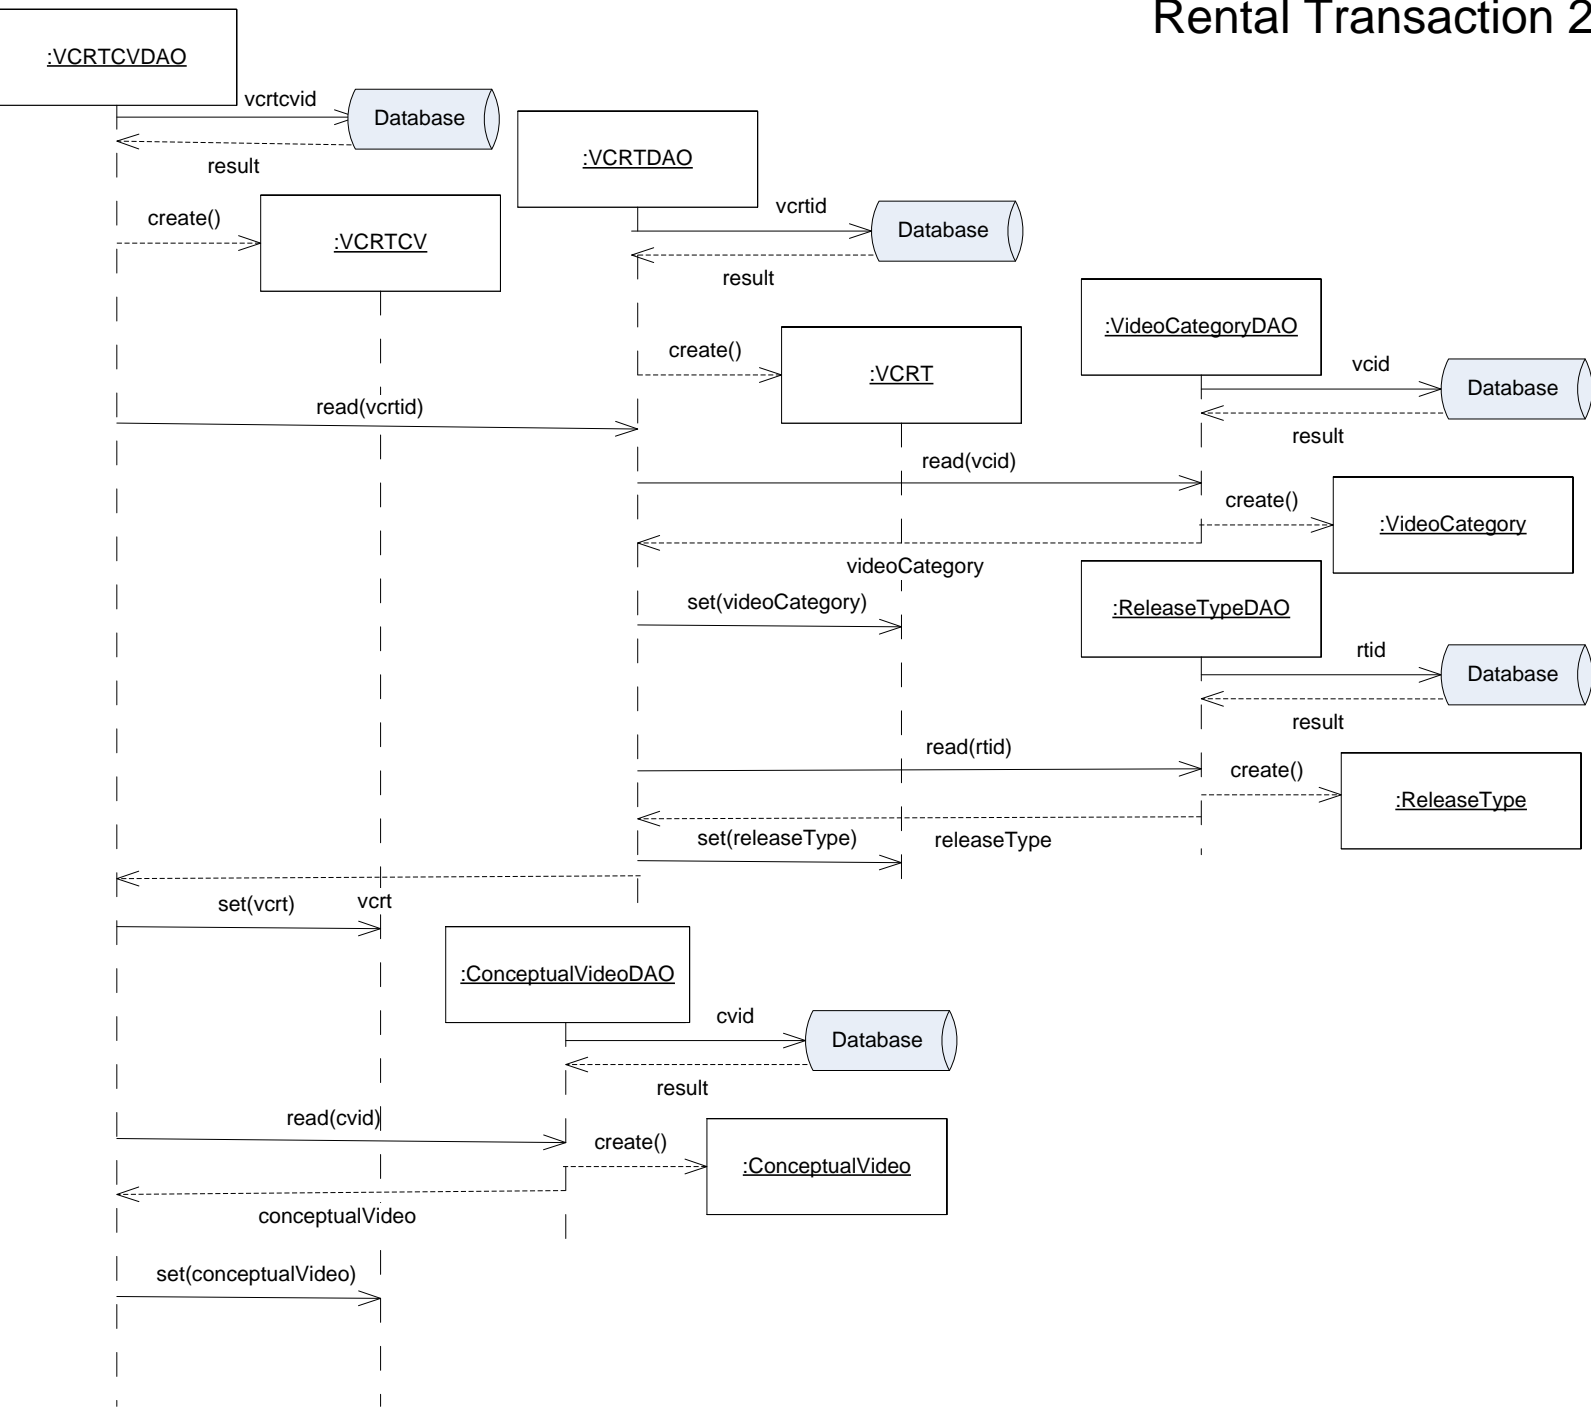 Rental Transaction 2
:VCRTCVDAO
vcrtcvid
Database
result
:VCRTDAO
create()
:VCRTCV
vcrtid
Database
result
:VideoCategoryDAO
create()
:VCRT
vcid
Database
result
read(vcrtid)
read(vcid)
create()
:VideoCategory
videoCategory
set(videoCategory)
:ReleaseTypeDAO
rtid
Database
result
read(rtid)
create()
:ReleaseType
set(releaseType)
releaseType
set(vcrt)
vcrt
:ConceptualVideoDAO
cvid
Database
result
read(cvid)
create()
:ConceptualVideo
conceptualVideo
set(conceptualVideo)